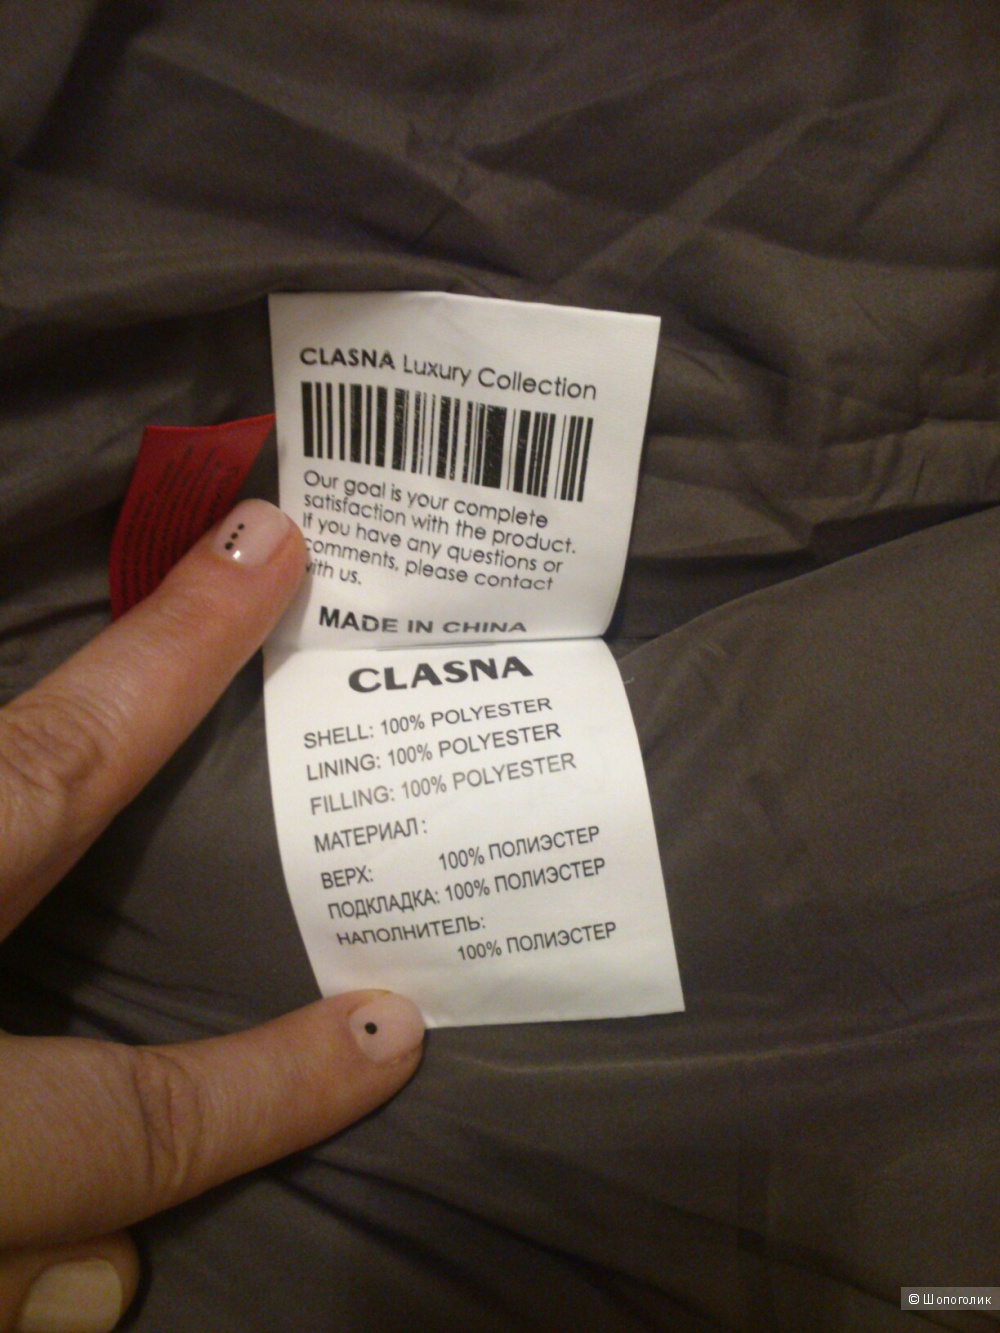 CLASNA Luxury Collection
Our goal is your complete
satisfaction with the product.
If you have any questions or
comments, please contact
with us.
MADE IN CHINA
CLASNA
SHELL: 100% POLYESTER
LINING: 100% POLYESTER
FILLING: 100% POLYESTER
МАТЕРИАЛ:
ВЕРХ: 100% ПОЛИЭСТЕР
ПОДКЛАДКА: 100% ПОЛИЭСТЕР
НАПОЛНИТЕЛЬ:
100% ПОЛИЭСТЕР
© Шопоголик